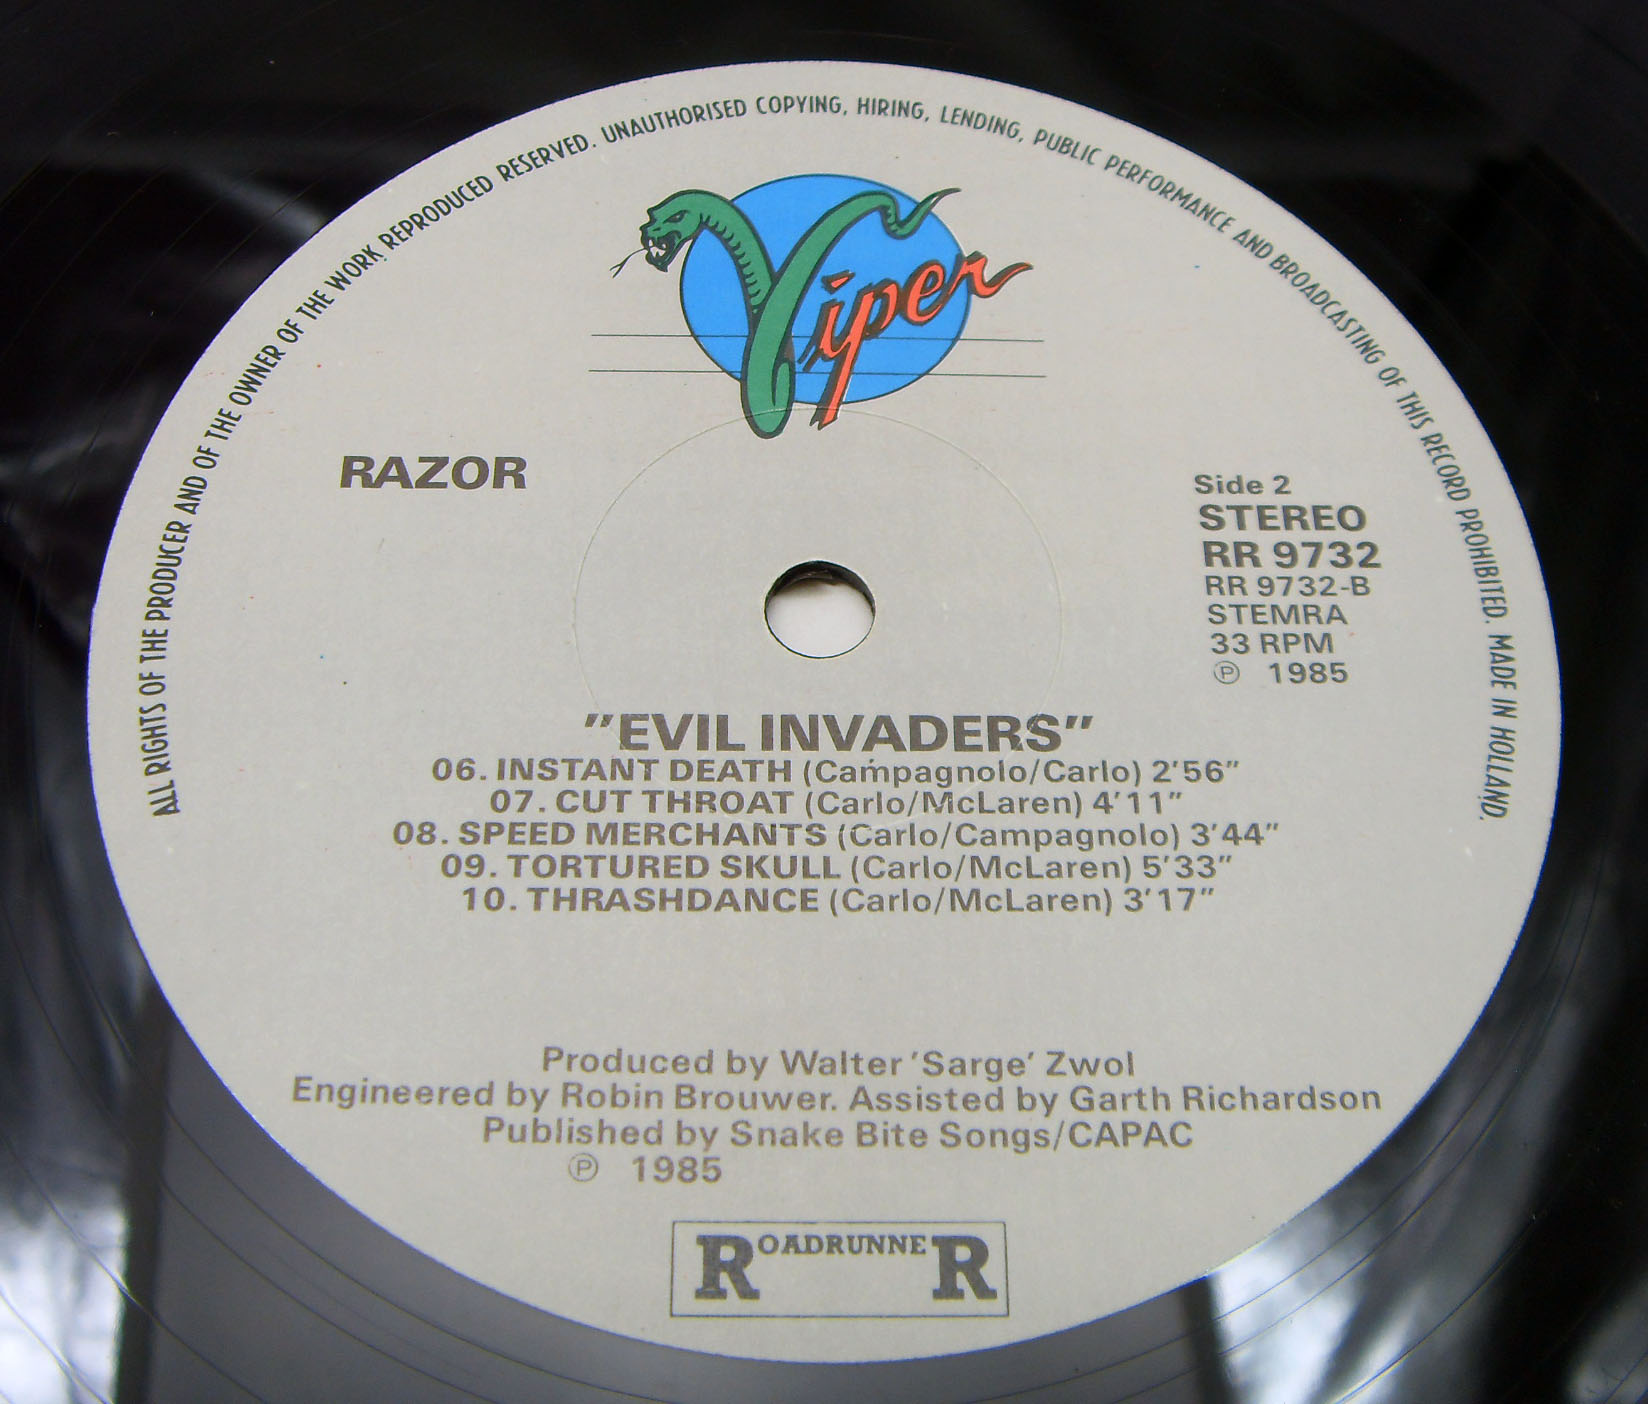 ALL RIGHTS OF THE PRODUCER AND OF THE OWNER OF THE WORK REPRODUCED RESERVED. UNAUTHORISED COPYING, HIRING, LENDING, PUBLIC PERFORMANCE AND BROADCASTING OF THIS RECORD PROHIBITED. MADE IN HOLLAND.
Viper
RAZOR
Side 2
STEREO
RR 9732
RR 9732-B
STEMRA
33 RPM
℗ 1985
"EVIL INVADERS"
06. INSTANT DEATH (Campagnolo/Carlo) 2'56"
07. CUT THROAT (Carlo/McLaren) 4'11"
08. SPEED MERCHANTS (Carlo/Campagnolo) 3'44"
09. TORTURED SKULL (Carlo/McLaren) 5'33"
10. THRASHDANCE (Carlo/McLaren) 3'17"
Produced by Walter 'Sarge' Zwol
Engineered by Robin Brouwer. Assisted by Garth Richardson
Published by Snake Bite Songs/CAPAC
℗ 1985
ROADRUNNER